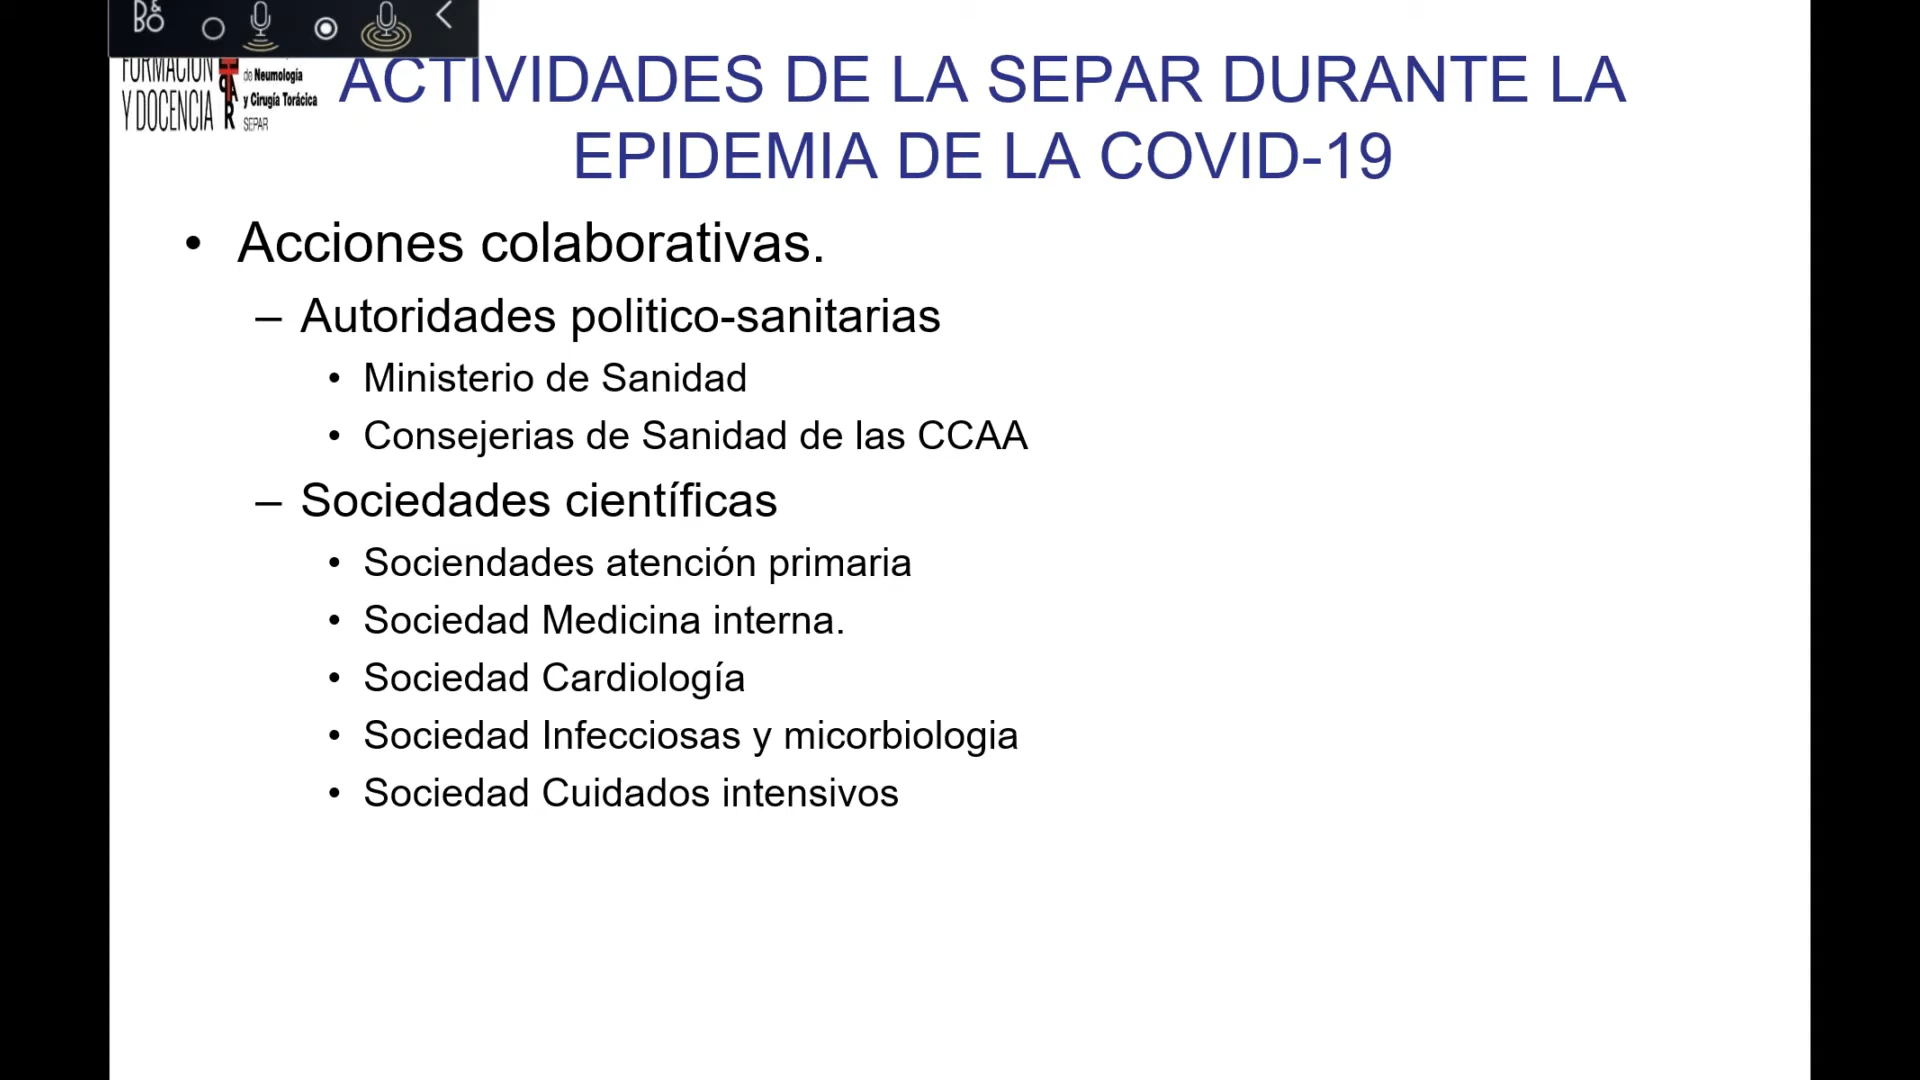 B&O
FORMACIÓN
Y DOCENCIA
de Neumología
y Cirugía Torácica
SEPAR
ACTIVIDADES DE LA SEPAR DURANTE LA
EPIDEMIA DE LA COVID-19
• Acciones colaborativas.
– Autoridades politico-sanitarias
• Ministerio de Sanidad
• Consejerias de Sanidad de las CCAA
– Sociedades científicas
• Sociendades atención primaria
• Sociedad Medicina interna.
• Sociedad Cardiología
• Sociedad Infecciosas y micorbiologia
• Sociedad Cuidados intensivos